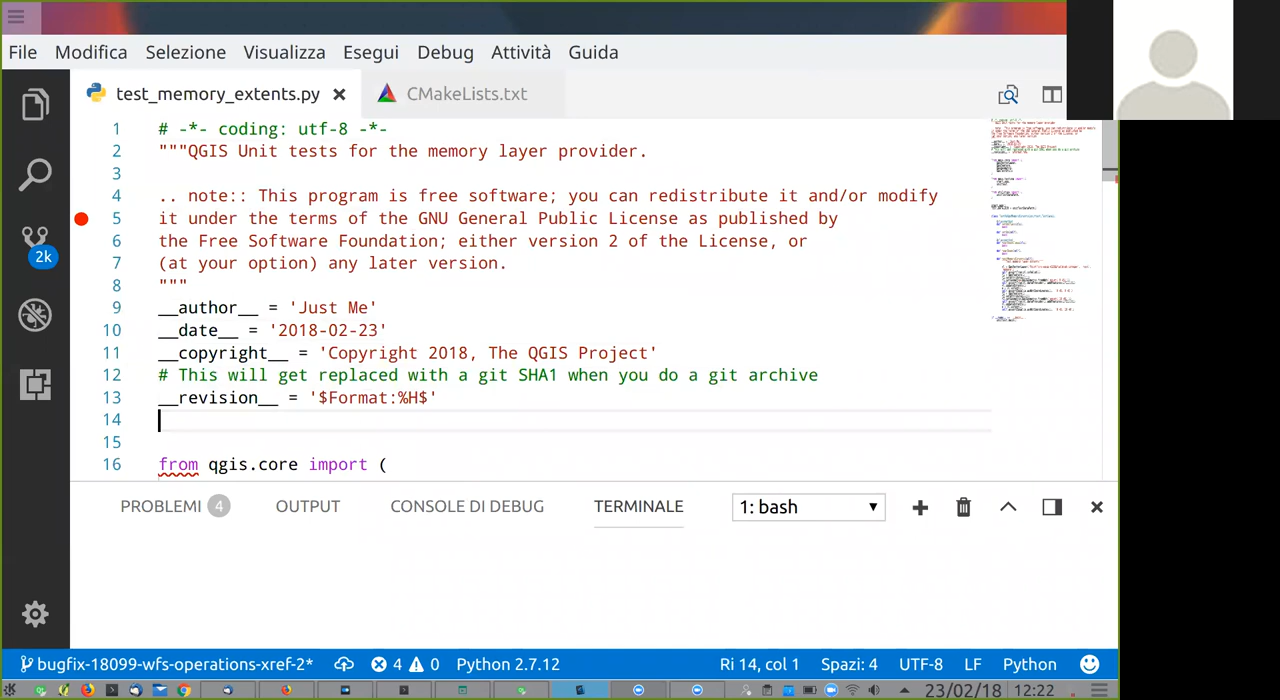 File Modifica Selezione Visualizza Esegui Debug Attività Guida
test_memory_extents.py CMakeLists.txt
1 # -*- coding: utf-8 -*-
2 """QGIS Unit tests for the memory layer provider.
3
4 .. note:: This program is free software; you can redistribute it and/or modify
5 it under the terms of the GNU General Public License as published by
6 the Free Software Foundation; either version 2 of the License, or
7 (at your option) any later version.
8 """
9 __author__ = 'Just Me'
10 __date__ = '2018-02-23'
11 __copyright__ = 'Copyright 2018, The QGIS Project'
12 # This will get replaced with a git SHA1 when you do a git archive
13 __revision__ = '$Format:%H$'
14
15
16 from qgis.core import (
2k
PROBLEMI 4 OUTPUT CONSOLE DI DEBUG TERMINALE 1: bash
bugfix-18099-wfs-operations-xref-2* 4 0 Python 2.7.12 Ri 14, col 1 Spazi: 4 UTF-8 LF Python
23/02/18 12:22